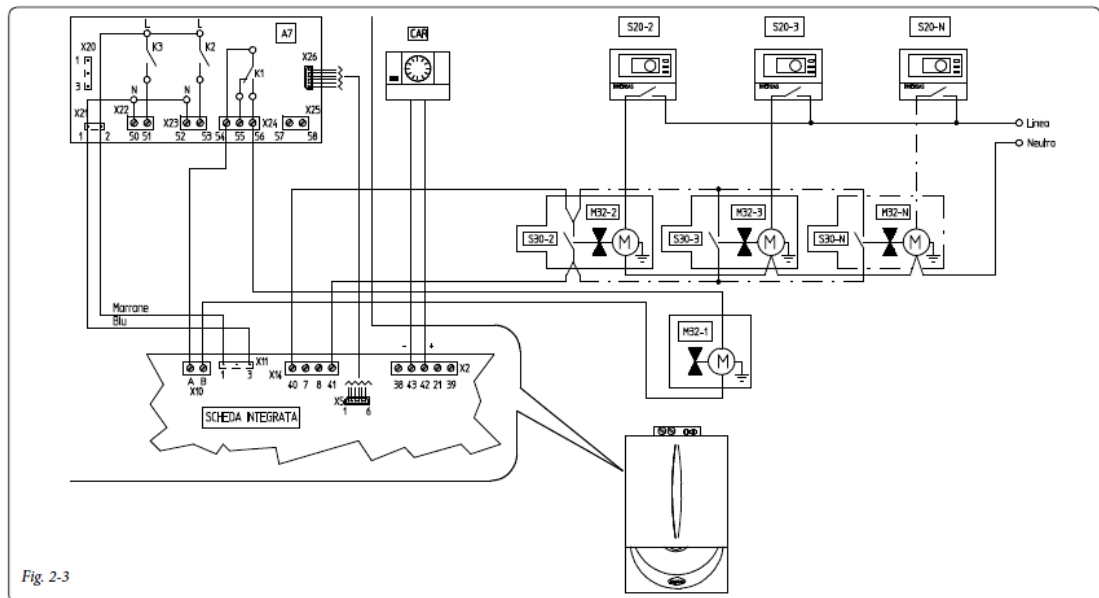 S20-2 S20-3 S20-N
A7 CAR
L L
X20 K3 K2 X26
1
K1
3
N N
X21 X22 X23 X24 X25
1 2 50 51 52 53 54 55 56 57 58
Linea
Neutro
M32-2 M32-3 M32-N
S30-2 M S30-3 M S30-N M
Marrone
Blu
M32-1
M
- +
A B 1 3 X11 X14 40 7 8 41 38 43 42 21 39 X2
X10
X5
1 6
SCHEDA INTEGRATA
Fig. 2-3